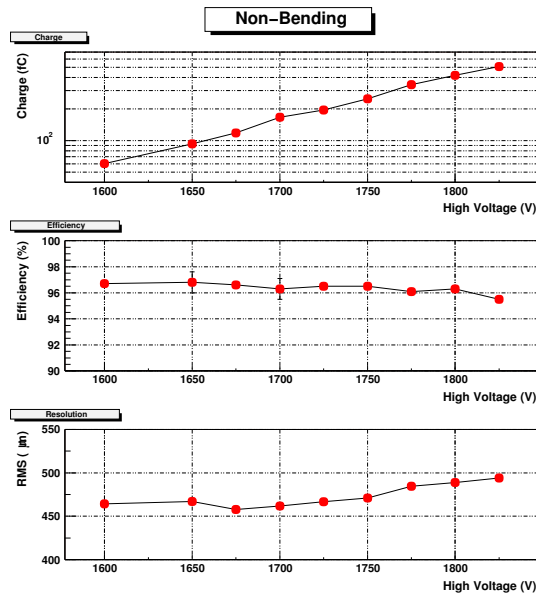 Non-Bending
Charge
Charge (fC)
10²
1600 1650 1700 1750 1800
High Voltage (V)
Efficiency
Efficiency (%)
100
98
96
94
92
90
1600 1650 1700 1750 1800
High Voltage (V)
Resolution
RMS ( μm)
550
500
450
400
1600 1650 1700 1750 1800
High Voltage (V)